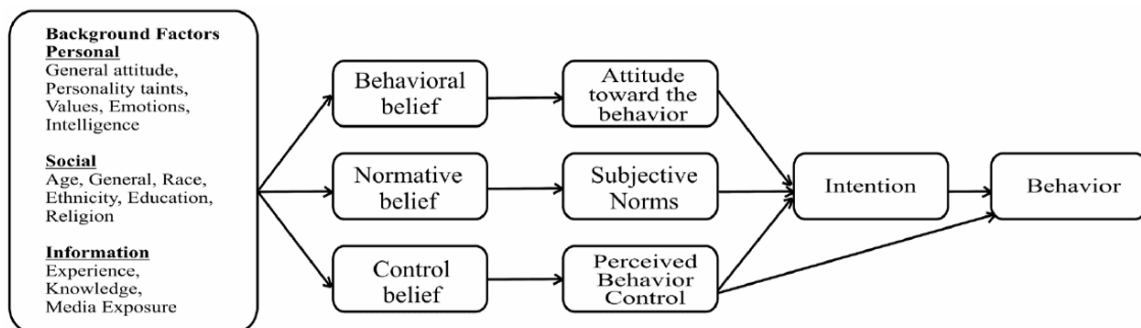 Background Factors
Personal
General attitude,
Personality taints,
Values, Emotions,
Intelligence
Social
Age, General, Race,
Ethnicity, Education,
Religion
Information
Experience,
Knowledge,
Media Exposure
Behavioral
belief
Normative
belief
Control
belief
Attitude
toward the
behavior
Subjective
Norms
Perceived
Behavior
Control
Intention
Behavior